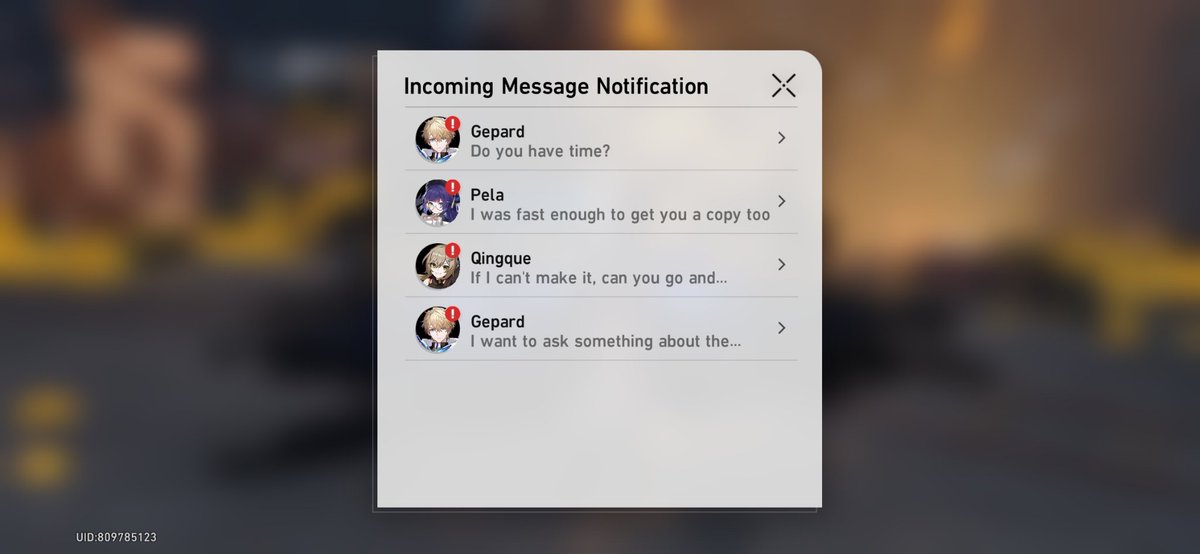 Incoming Message Notification
Gepard
Do you have time?
Pela
I was fast enough to get you a copy too
Qingque
If I can't make it, can you go and...
Gepard
I want to ask something about the...
UID:809785123